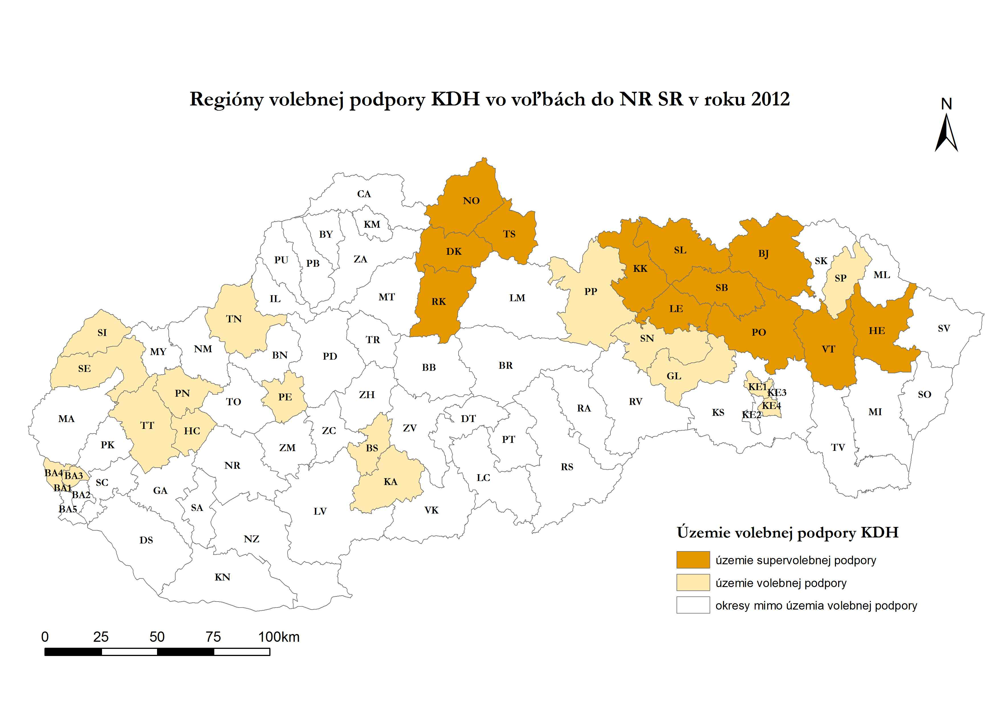 Regióny volebnej podpory KDH vo voľbách do NR SR v roku 2012
N
CA
NO
KM
BY
TS
DK
SL
BJ
PU
PB
ZA
KK
SK
ML
SP
IL
MT
RK
LM
PP
SB
LE
TN
SI
MY
NM
BN
PD
TR
SN
PO
HE
SV
VT
SE
BB
BR
GL
PN
TO
PE
ZH
RV
RA
KE1
KE3
KE4
KE2
KS
SO
MI
MA
TT
HC
ZC
ZV
DT
PT
PK
ZM
BS
TV
NR
RS
BA4
BA3
BA1
BA2
BA5
SC
GA
KA
LC
SA
LV
VK
DS
NZ
KN
Územie volebnej podpory KDH
územie supervolebnej podpory
územie volebnej podpory
okresy mimo územia volebnej podpory
0 25 50 75 100km